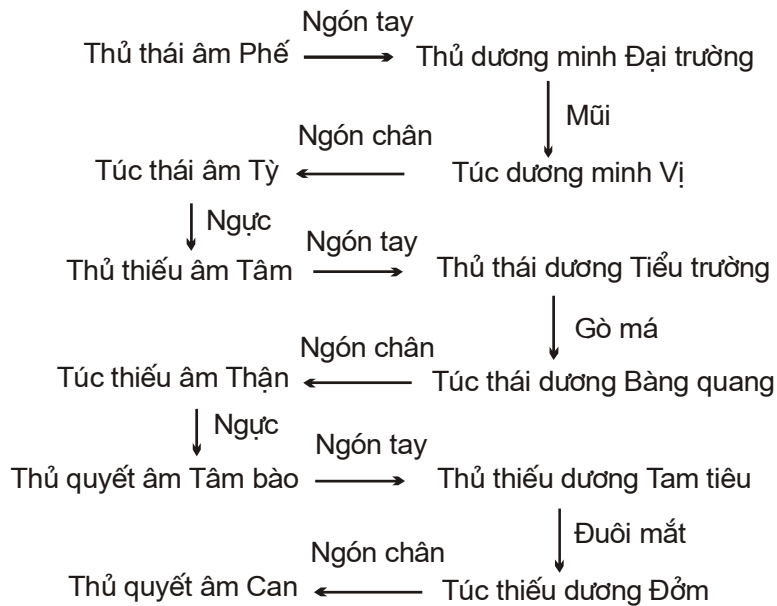 Ngón tay
Thủ thái âm Phế
Thủ dương minh Đại trường
Mũi
Ngón chân
Túc thái âm Tỳ
Túc dương minh Vị
Ngực
Ngón tay
Thủ thiếu âm Tâm
Thủ thái dương Tiểu trường
Gò má
Ngón chân
Túc thiếu âm Thận
Túc thái dương Bàng quang
Ngực
Ngón tay
Thủ quyết âm Tâm bào
Thủ thiếu dương Tam tiêu
Đuôi mắt
Ngón chân
Thủ quyết âm Can
Túc thiếu dương Đởm